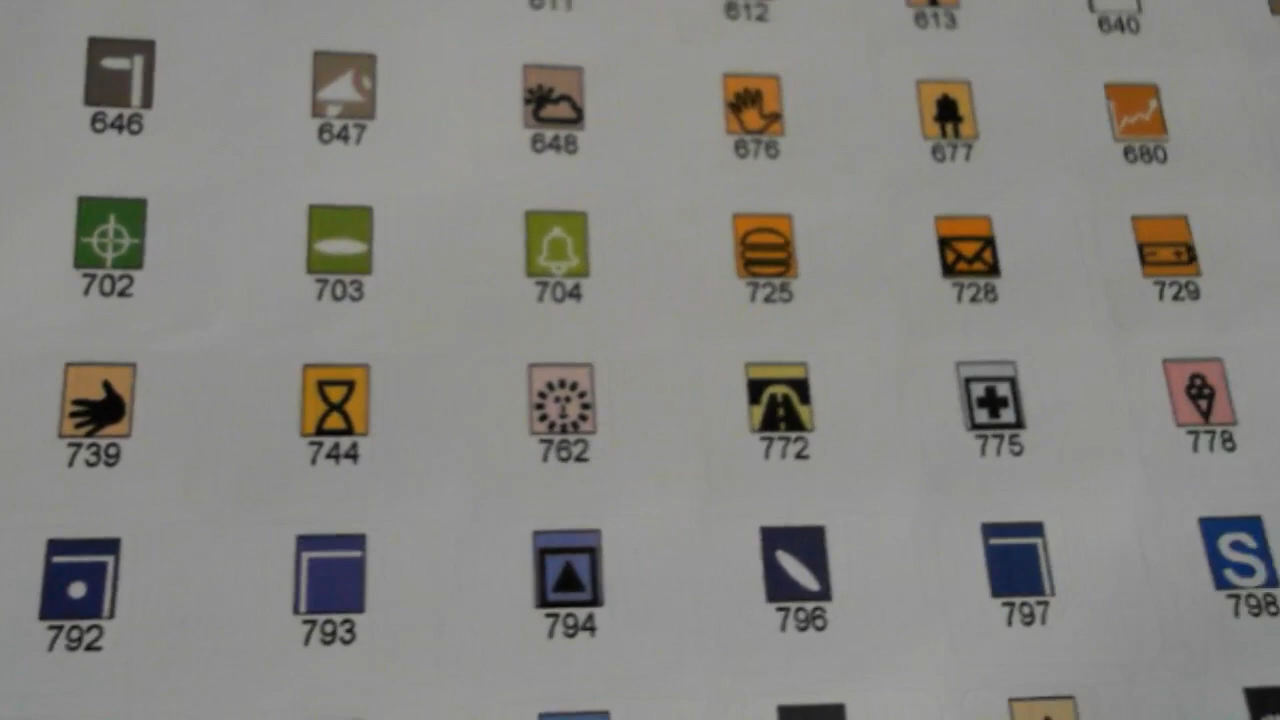 611 612 613 640
646 647 648 676 677 680
702 703 704 725 728 729
739 744 762 772 775 778
S
792 793 794 796 797 798